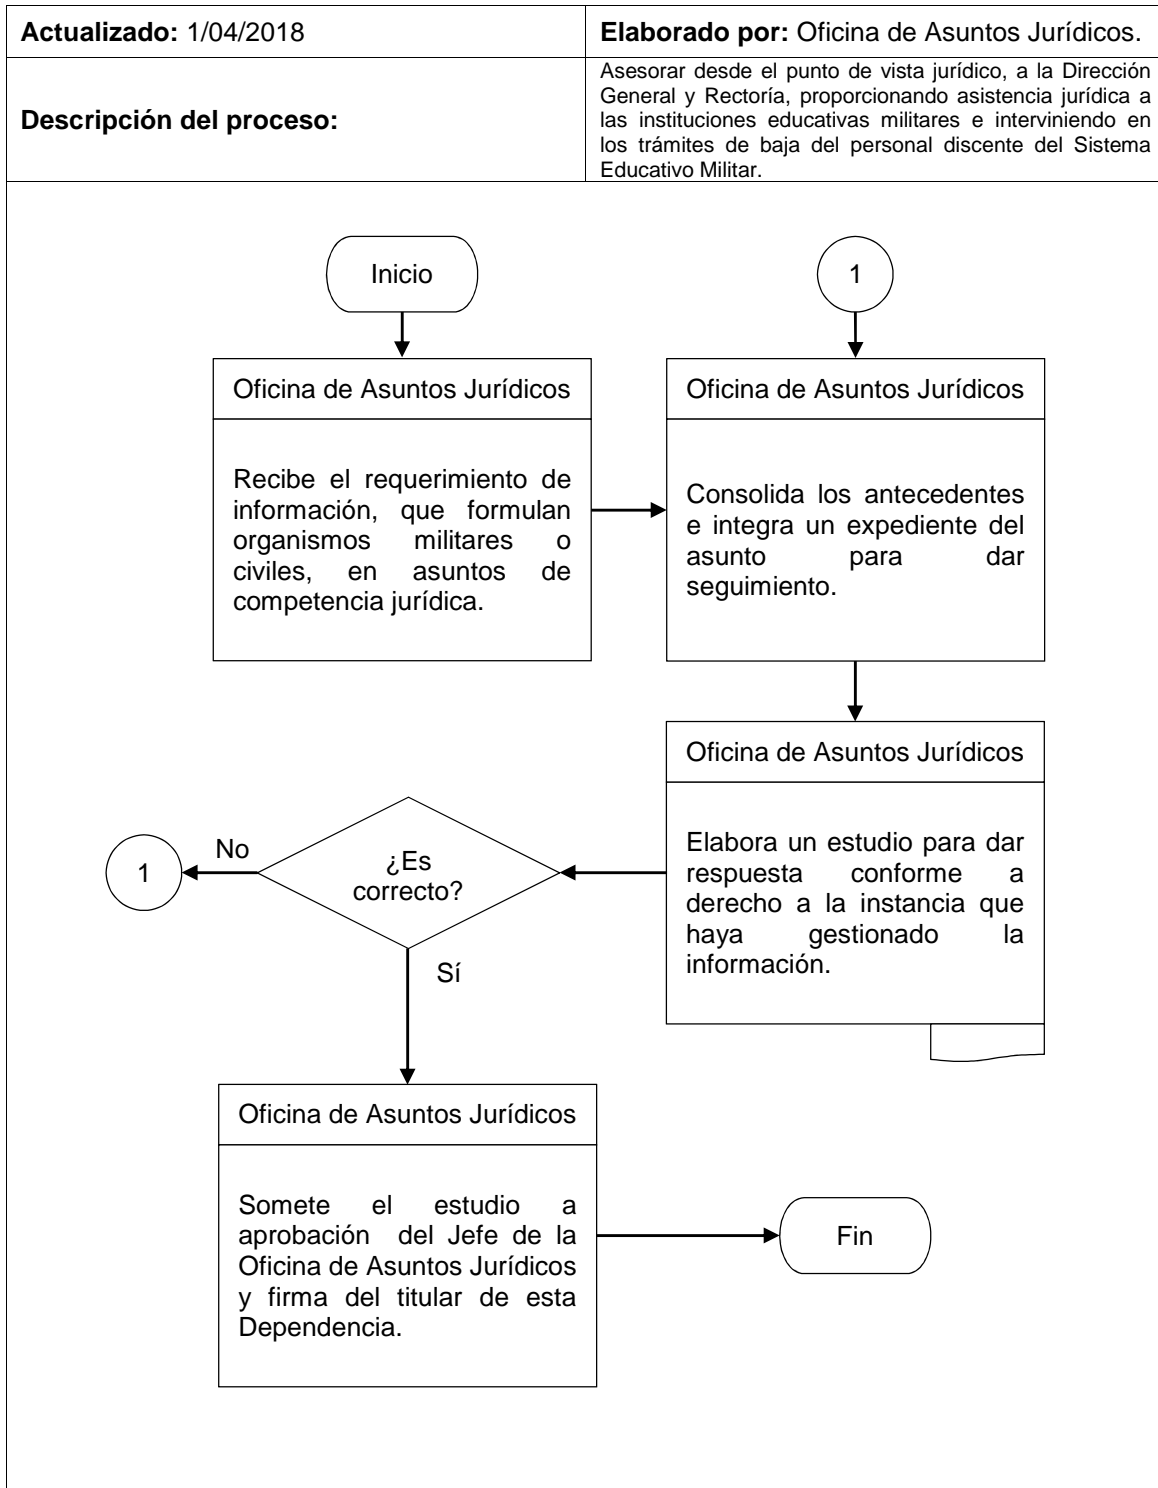 Actualizado: 1/04/2018
Elaborado por: Oficina de Asuntos Jurídicos.
Descripción del proceso:
Asesorar desde el punto de vista jurídico, a la Dirección
General y Rectoría, proporcionando asistencia jurídica a
las instituciones educativas militares e interviniendo en
los trámites de baja del personal discente del Sistema
Educativo Militar.
Inicio
1
Oficina de Asuntos Jurídicos
Recibe el requerimiento de
información, que formulan
organismos militares o
civiles, en asuntos de
competencia jurídica.
Oficina de Asuntos Jurídicos
Consolida los antecedentes
e integra un expediente del
asunto para dar
seguimiento.
Oficina de Asuntos Jurídicos
Elabora un estudio para dar
respuesta conforme a
derecho a la instancia que
haya gestionado la
información.
¿Es
correcto?
No
1
Sí
Oficina de Asuntos Jurídicos
Somete el estudio a
aprobación del Jefe de la
Oficina de Asuntos Jurídicos
y firma del titular de esta
Dependencia.
Fin